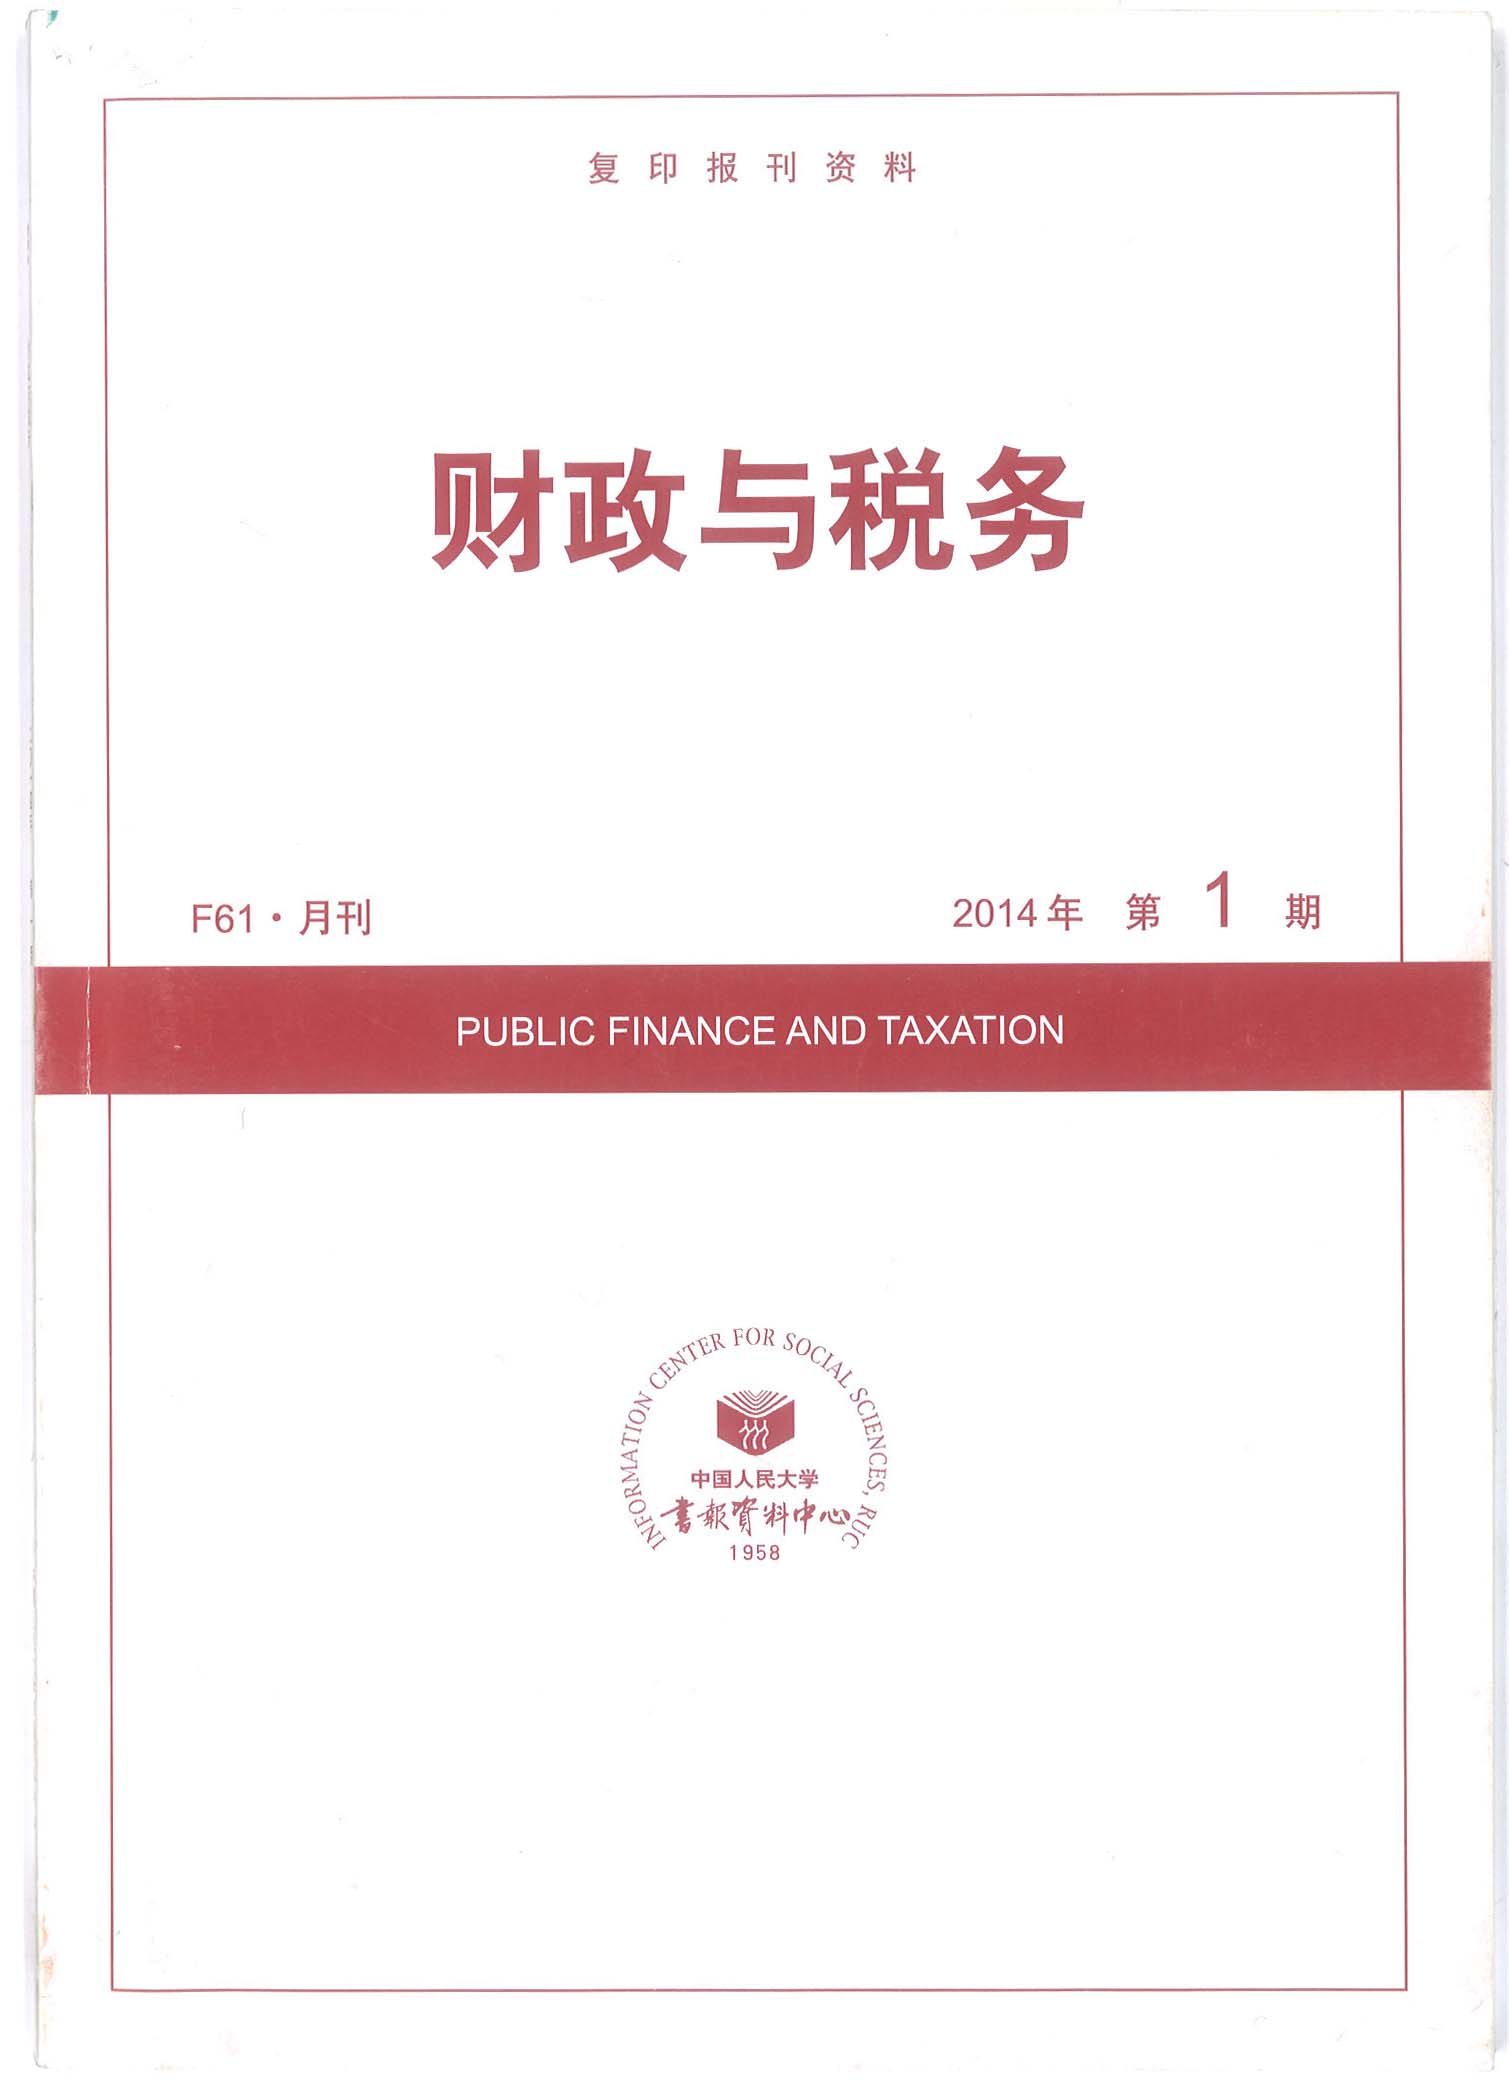 复印报刊资料
财政与税务
F61·月刊
2014年 第1期
PUBLIC FINANCE AND TAXATION
INFORMATION CENTER FOR SOCIAL SCIENCES, RUC
中国人民大学
書報資料中心
1958